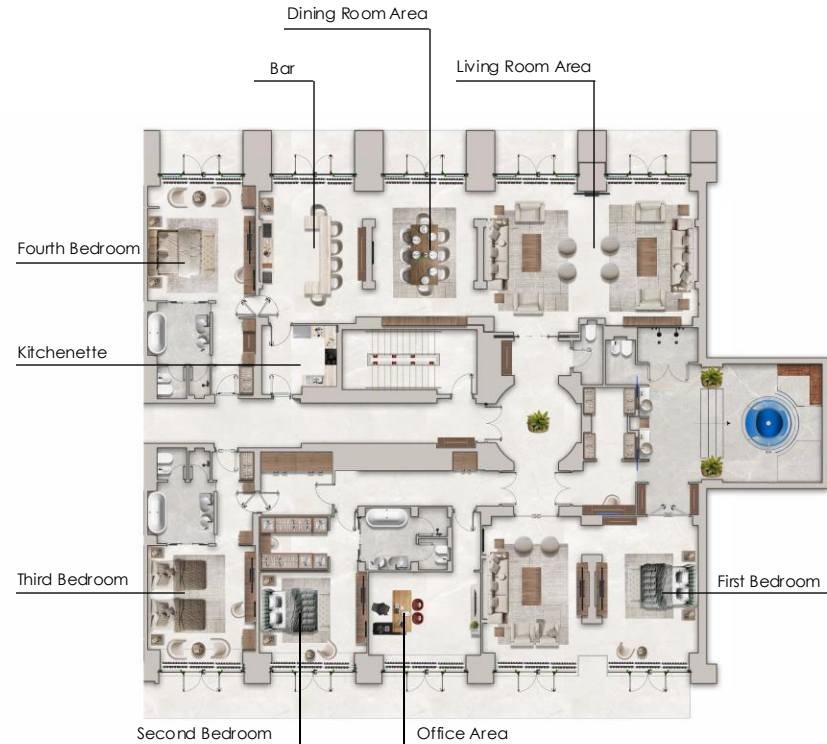 Dining Room Area
Bar
Living Room Area
Fourth Bedroom
Kitchenette
Third Bedroom
First Bedroom
Second Bedroom
Office Area